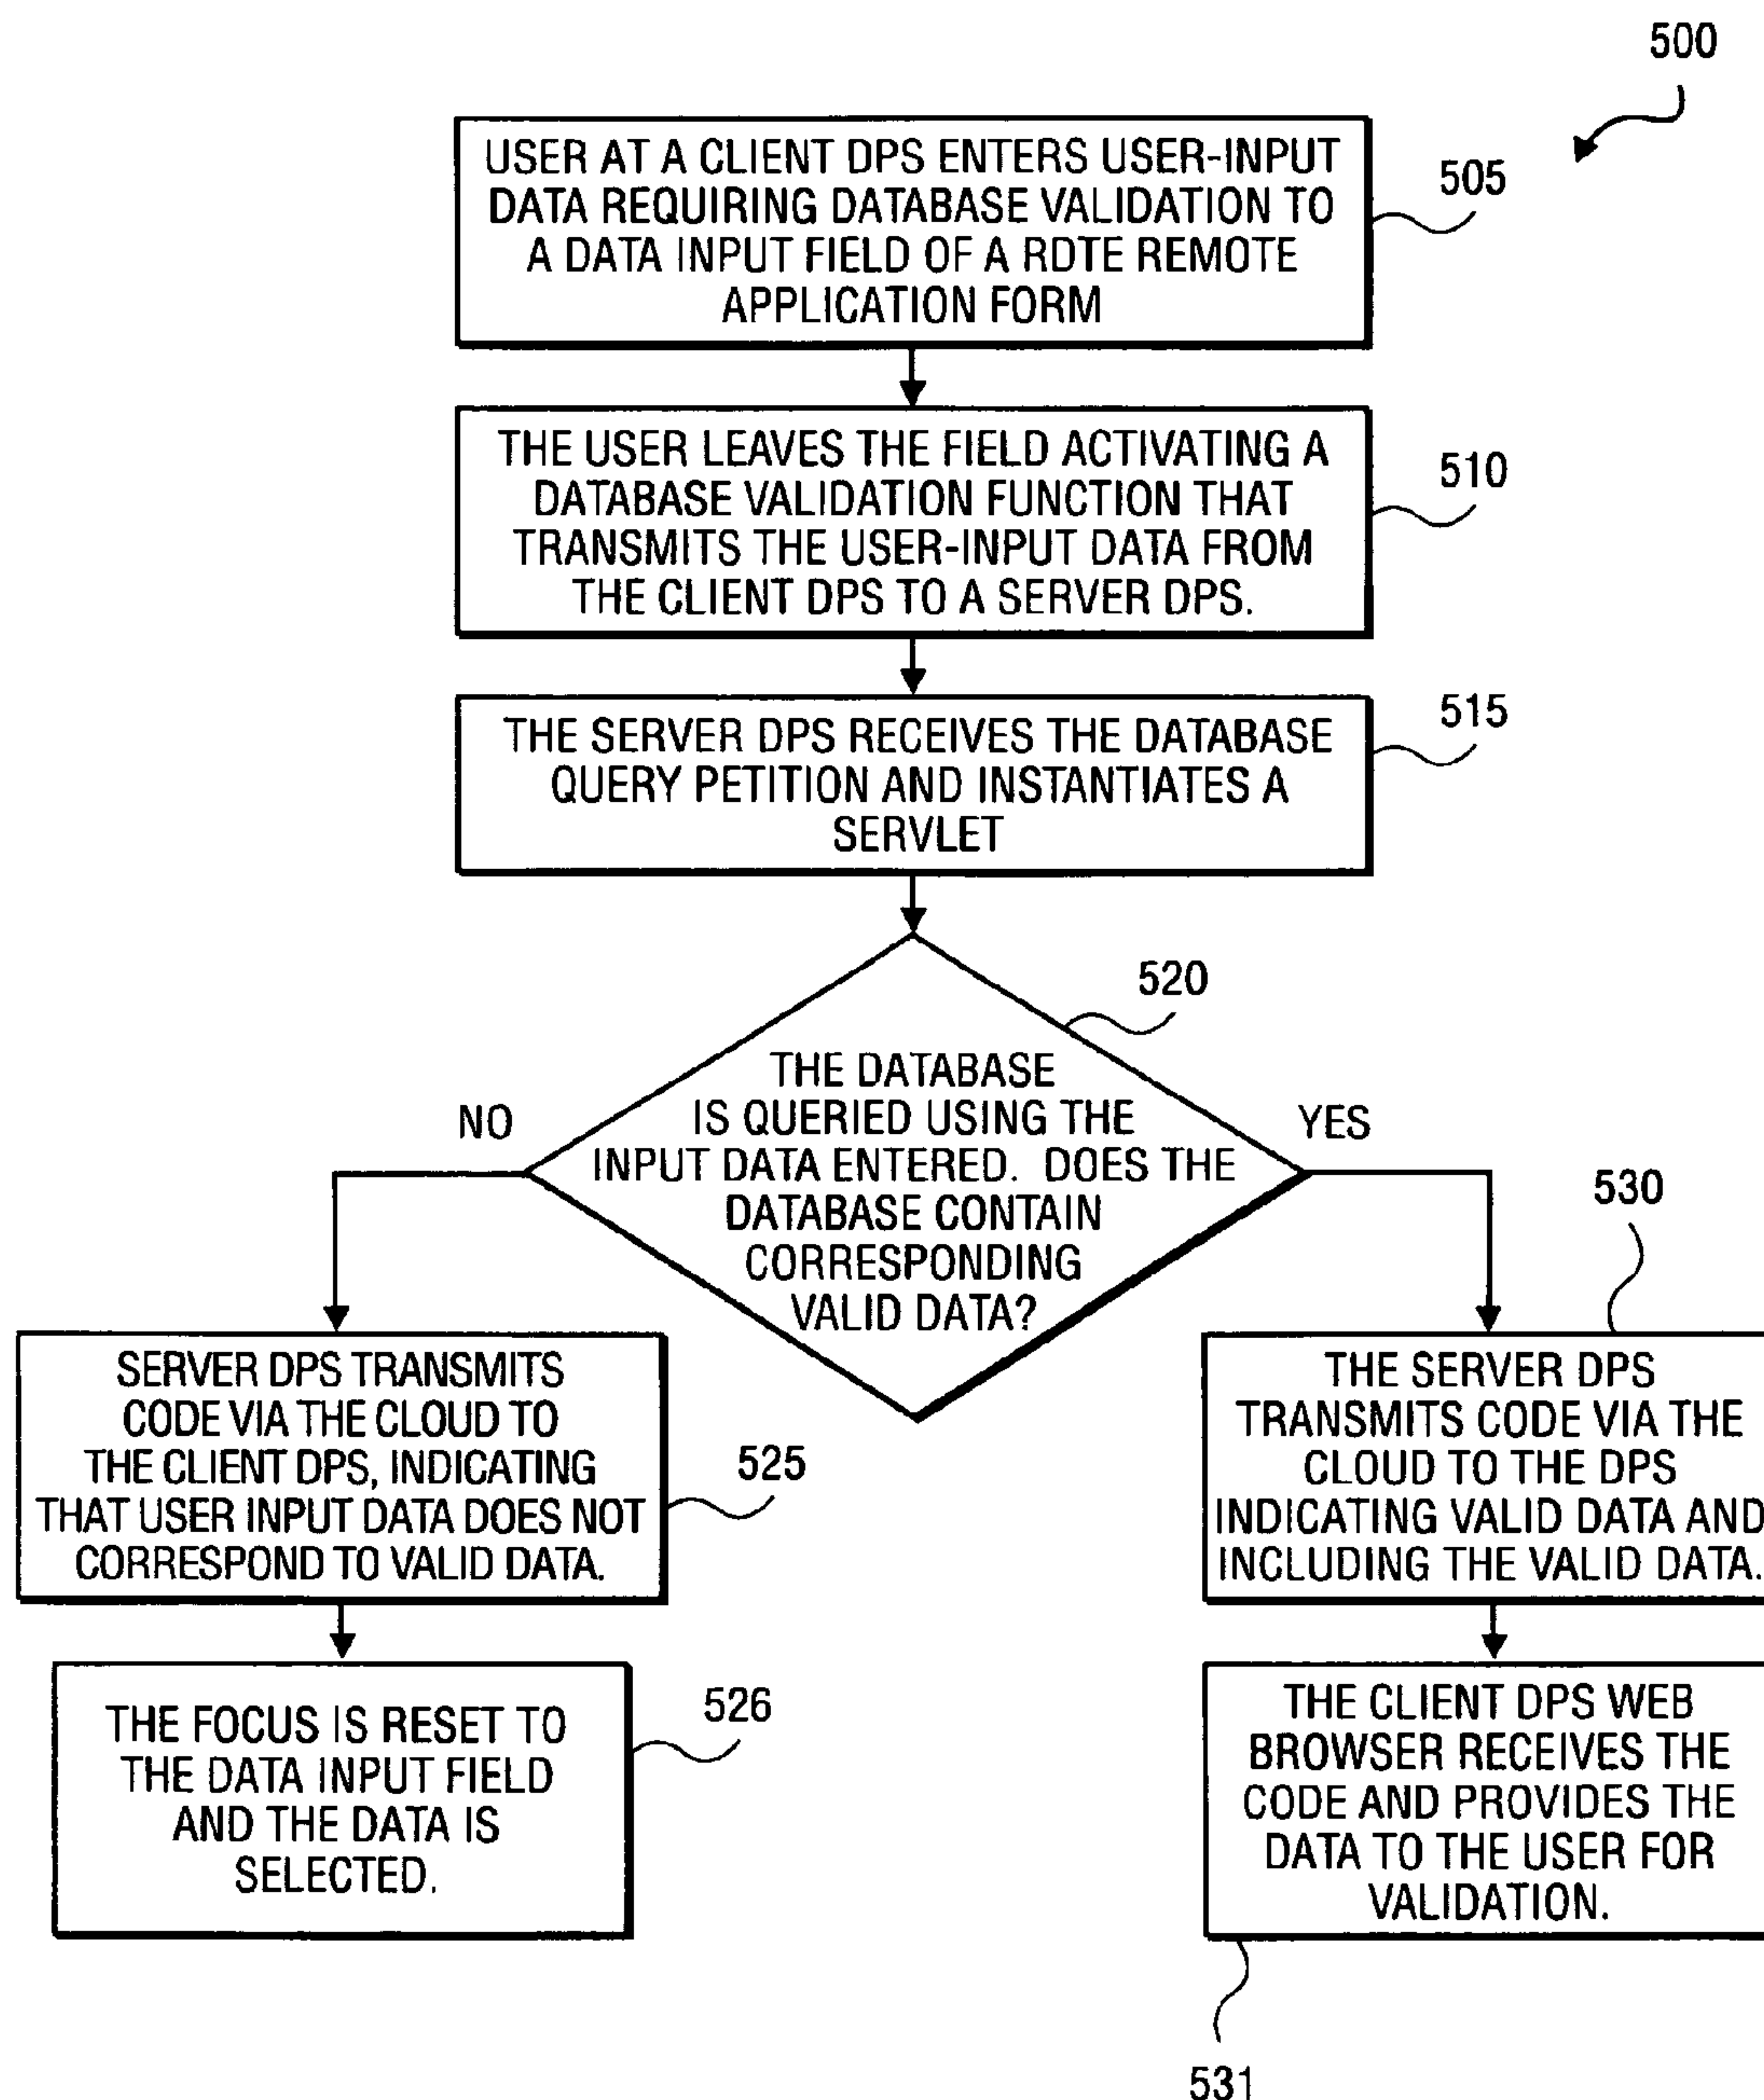 500
USER AT A CLIENT DPS ENTERS USER-INPUT
DATA REQUIRING DATABASE VALIDATION TO
A DATA INPUT FIELD OF A RDTE REMOTE
APPLICATION FORM
505
THE USER LEAVES THE FIELD ACTIVATING A
DATABASE VALIDATION FUNCTION THAT
TRANSMITS THE USER-INPUT DATA FROM
THE CLIENT DPS TO A SERVER DPS.
510
THE SERVER DPS RECEIVES THE DATABASE
QUERY PETITION AND INSTANTIATES A
SERVLET
515
520
THE DATABASE
IS QUERIED USING THE
INPUT DATA ENTERED. DOES THE
DATABASE CONTAIN
CORRESPONDING
VALID DATA?
NO
YES
SERVER DPS TRANSMITS
CODE VIA THE CLOUD TO
THE CLIENT DPS, INDICATING
THAT USER INPUT DATA DOES NOT
CORRESPOND TO VALID DATA.
525
THE FOCUS IS RESET TO
THE DATA INPUT FIELD
AND THE DATA IS
SELECTED.
526
530
THE SERVER DPS
TRANSMITS CODE VIA THE
CLOUD TO THE DPS
INDICATING VALID DATA AND
INCLUDING THE VALID DATA.
THE CLIENT DPS WEB
BROWSER RECEIVES THE
CODE AND PROVIDES THE
DATA TO THE USER FOR
VALIDATION.
531